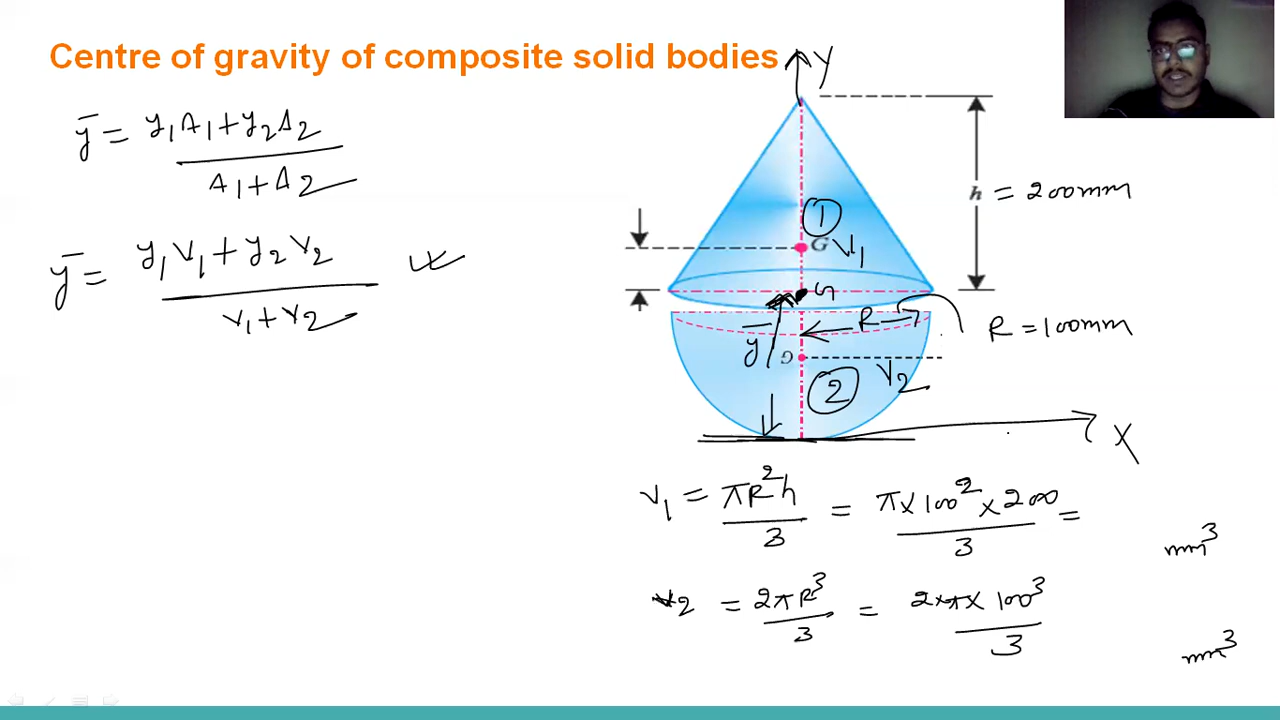 Centre of gravity of composite solid bodies
ȳ = y₁A₁+y₂A₂
A₁+A₂
ȳ = y₁V₁+y₂V₂
V₁+V₂
Y
h = 200mm
1
G V₁
G
R
R = 100mm
ȳ
G
V₂
2
X
V₁ = πR²h / 3 = π×100²×200 / 3 = mm³
V₂ = 2πR³ / 3 = 2×π×100³ / 3 mm³